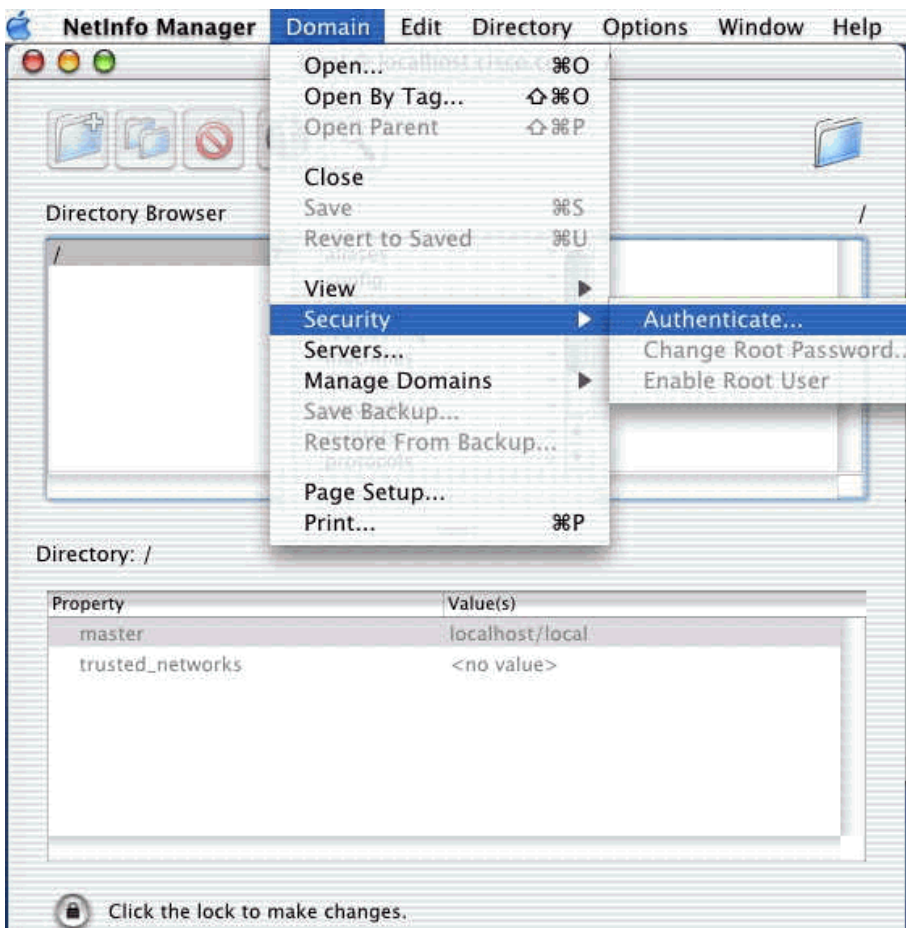 NetInfo Manager Domain Edit Directory Options Window Help
Open... ⌘O
Open By Tag... ⇧⌘O
Open Parent ⇧⌘P
Close
Save ⌘S
Revert to Saved ⌘U
View
Security
Authenticate...
Change Root Password..
Enable Root User
Servers...
Manage Domains
Save Backup...
Restore From Backup...
Page Setup...
Print... ⌘P
Directory Browser /
/
Directory: /
Property Value(s)
master localhost/local
trusted_networks <no value>
Click the lock to make changes.